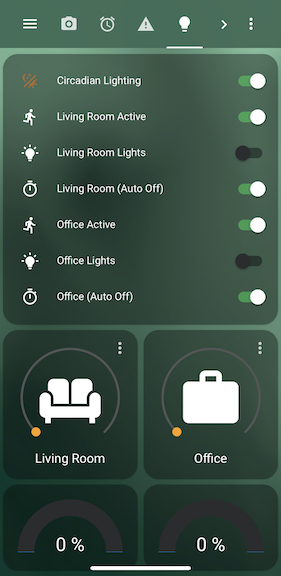 Circadian Lighting
Living Room Active
Living Room Lights
Living Room (Auto Off)
Office Active
Office Lights
Office (Auto Off)
Living Room
Office
0 %
0 %